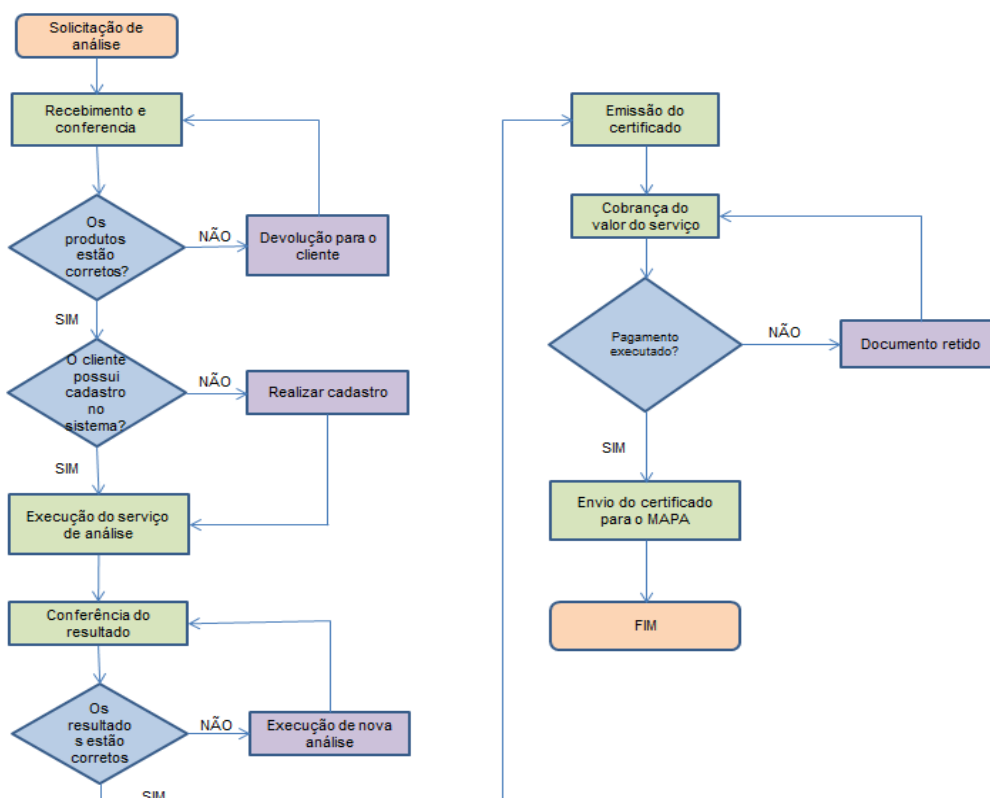 Solicitação de
análise
Recebimento e
conferencia
Os
produtos
estão
corretos?
NÃO
Devolução para o
cliente
SIM
O cliente
possui
cadastro
no
sistema?
NÃO
Realizar cadastro
SIM
Execução do serviço
de análise
Conferência do
resultado
Os
resultado
s estão
corretos
NÃO
Execução de nova
análise
SIM
Emissão do
certificado
Cobrança do
valor do serviço
Pagamento
executado?
NÃO
Documento retido
SIM
Envio do certificado
para o MAPA
FIM